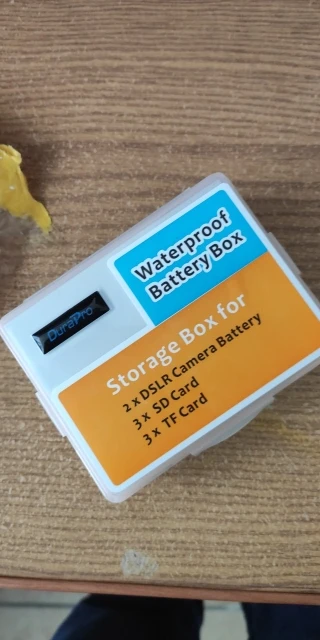 Waterproof
Battery Box
DuraPro
Storage Box for
2 x DSLR Camera Battery
3 x SD Card
3 x TF Card